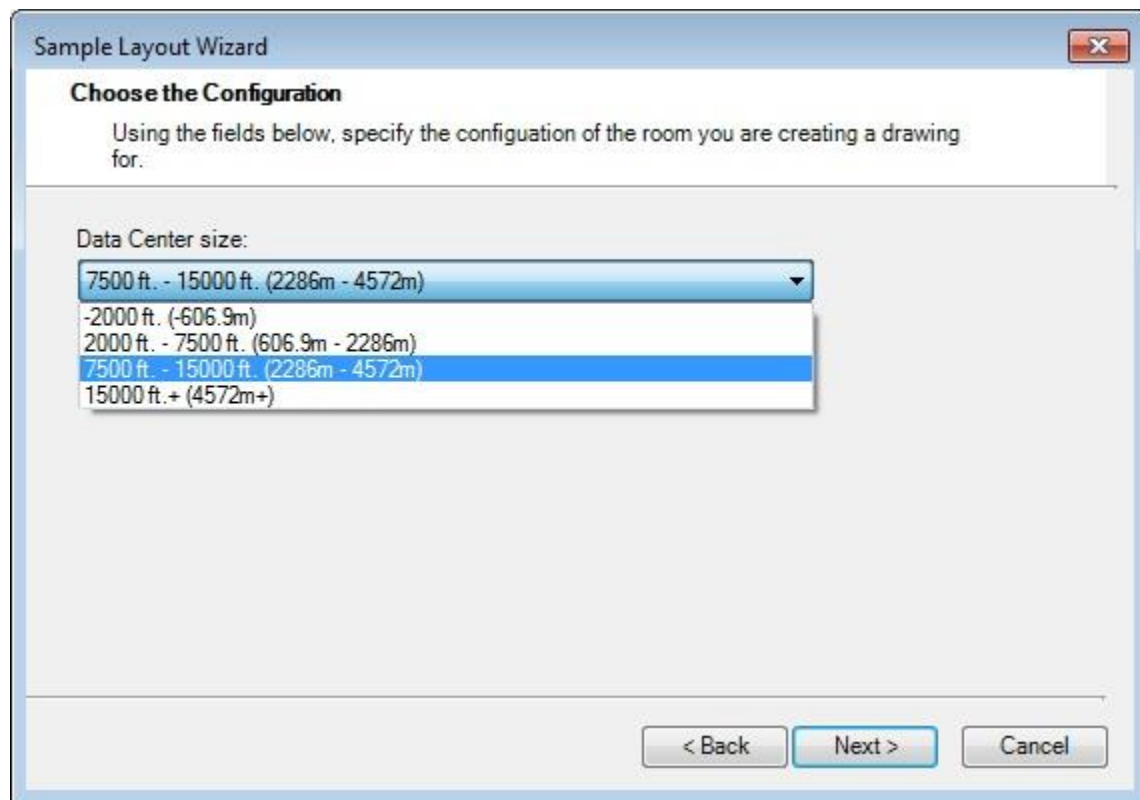 Sample Layout Wizard
Choose the Configuration
Using the fields below, specify the configuation of the room you are creating a drawing
for.
Data Center size:
7500 ft. - 15000 ft. (2286m - 4572m)
-2000 ft. (-606.9m)
2000 ft. - 7500 ft. (606.9m - 2286m)
7500 ft. - 15000 ft. (2286m - 4572m)
15000 ft.+ (4572m+)
< Back Next > Cancel